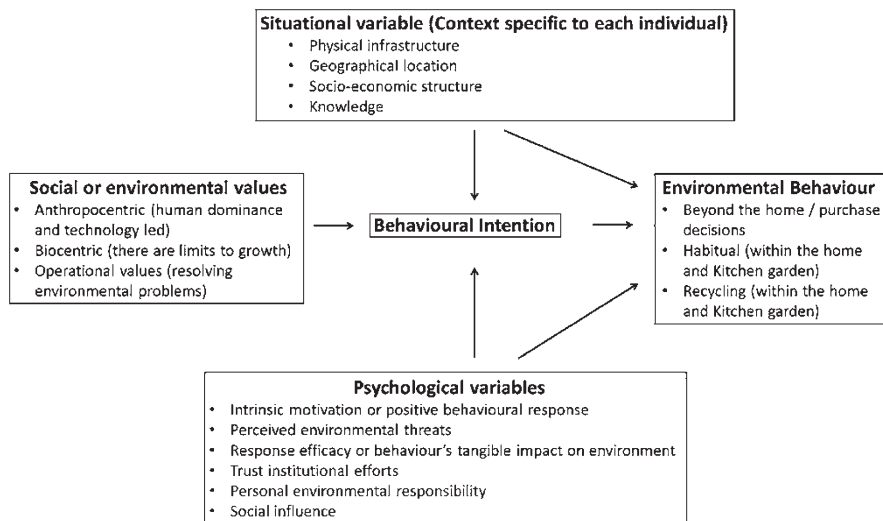 Situational variable (Context specific to each individual)
• Physical infrastructure
• Geographical location
• Socio-economic structure
• Knowledge
Social or environmental values
• Anthropocentric (human dominance
and technology led)
• Biocentric (there are limits to growth)
• Operational values (resolving
environmental problems)
Behavioural Intention
Environmental Behaviour
• Beyond the home / purchase
decisions
• Habitual (within the home
and Kitchen garden)
• Recycling (within the home
and Kitchen garden)
Psychological variables
• Intrinsic motivation or positive behavioural response
• Perceived environmental threats
• Response efficacy or behaviour's tangible impact on environment
• Trust institutional efforts
• Personal environmental responsibility
• Social influence